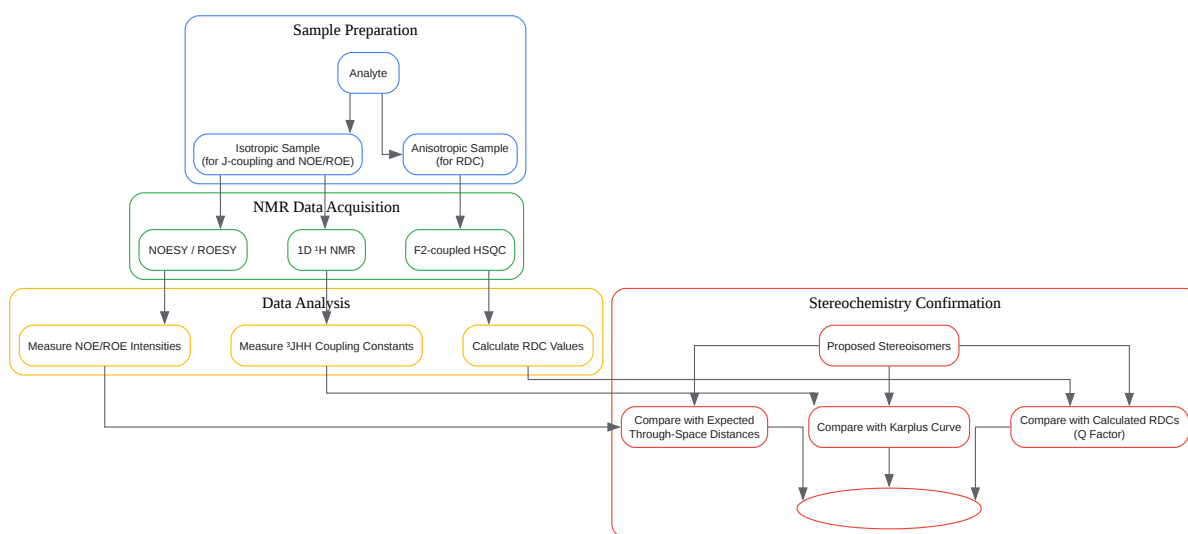 Sample Preparation
Analyte
Isotropic Sample
(for J-coupling and NOE/ROE)
Anisotropic Sample
(for RDC)
NMR Data Acquisition
NOESY / ROESY
1D ¹H NMR
F2-coupled HSQC
Data Analysis
Measure NOE/ROE Intensities
Measure ³JHH Coupling Constants
Calculate RDC Values
Stereochemistry Confirmation
Proposed Stereoisomers
Compare with Expected
Through-Space Distances
Compare with Karplus Curve
Compare with Calculated RDCs
(Q Factor)